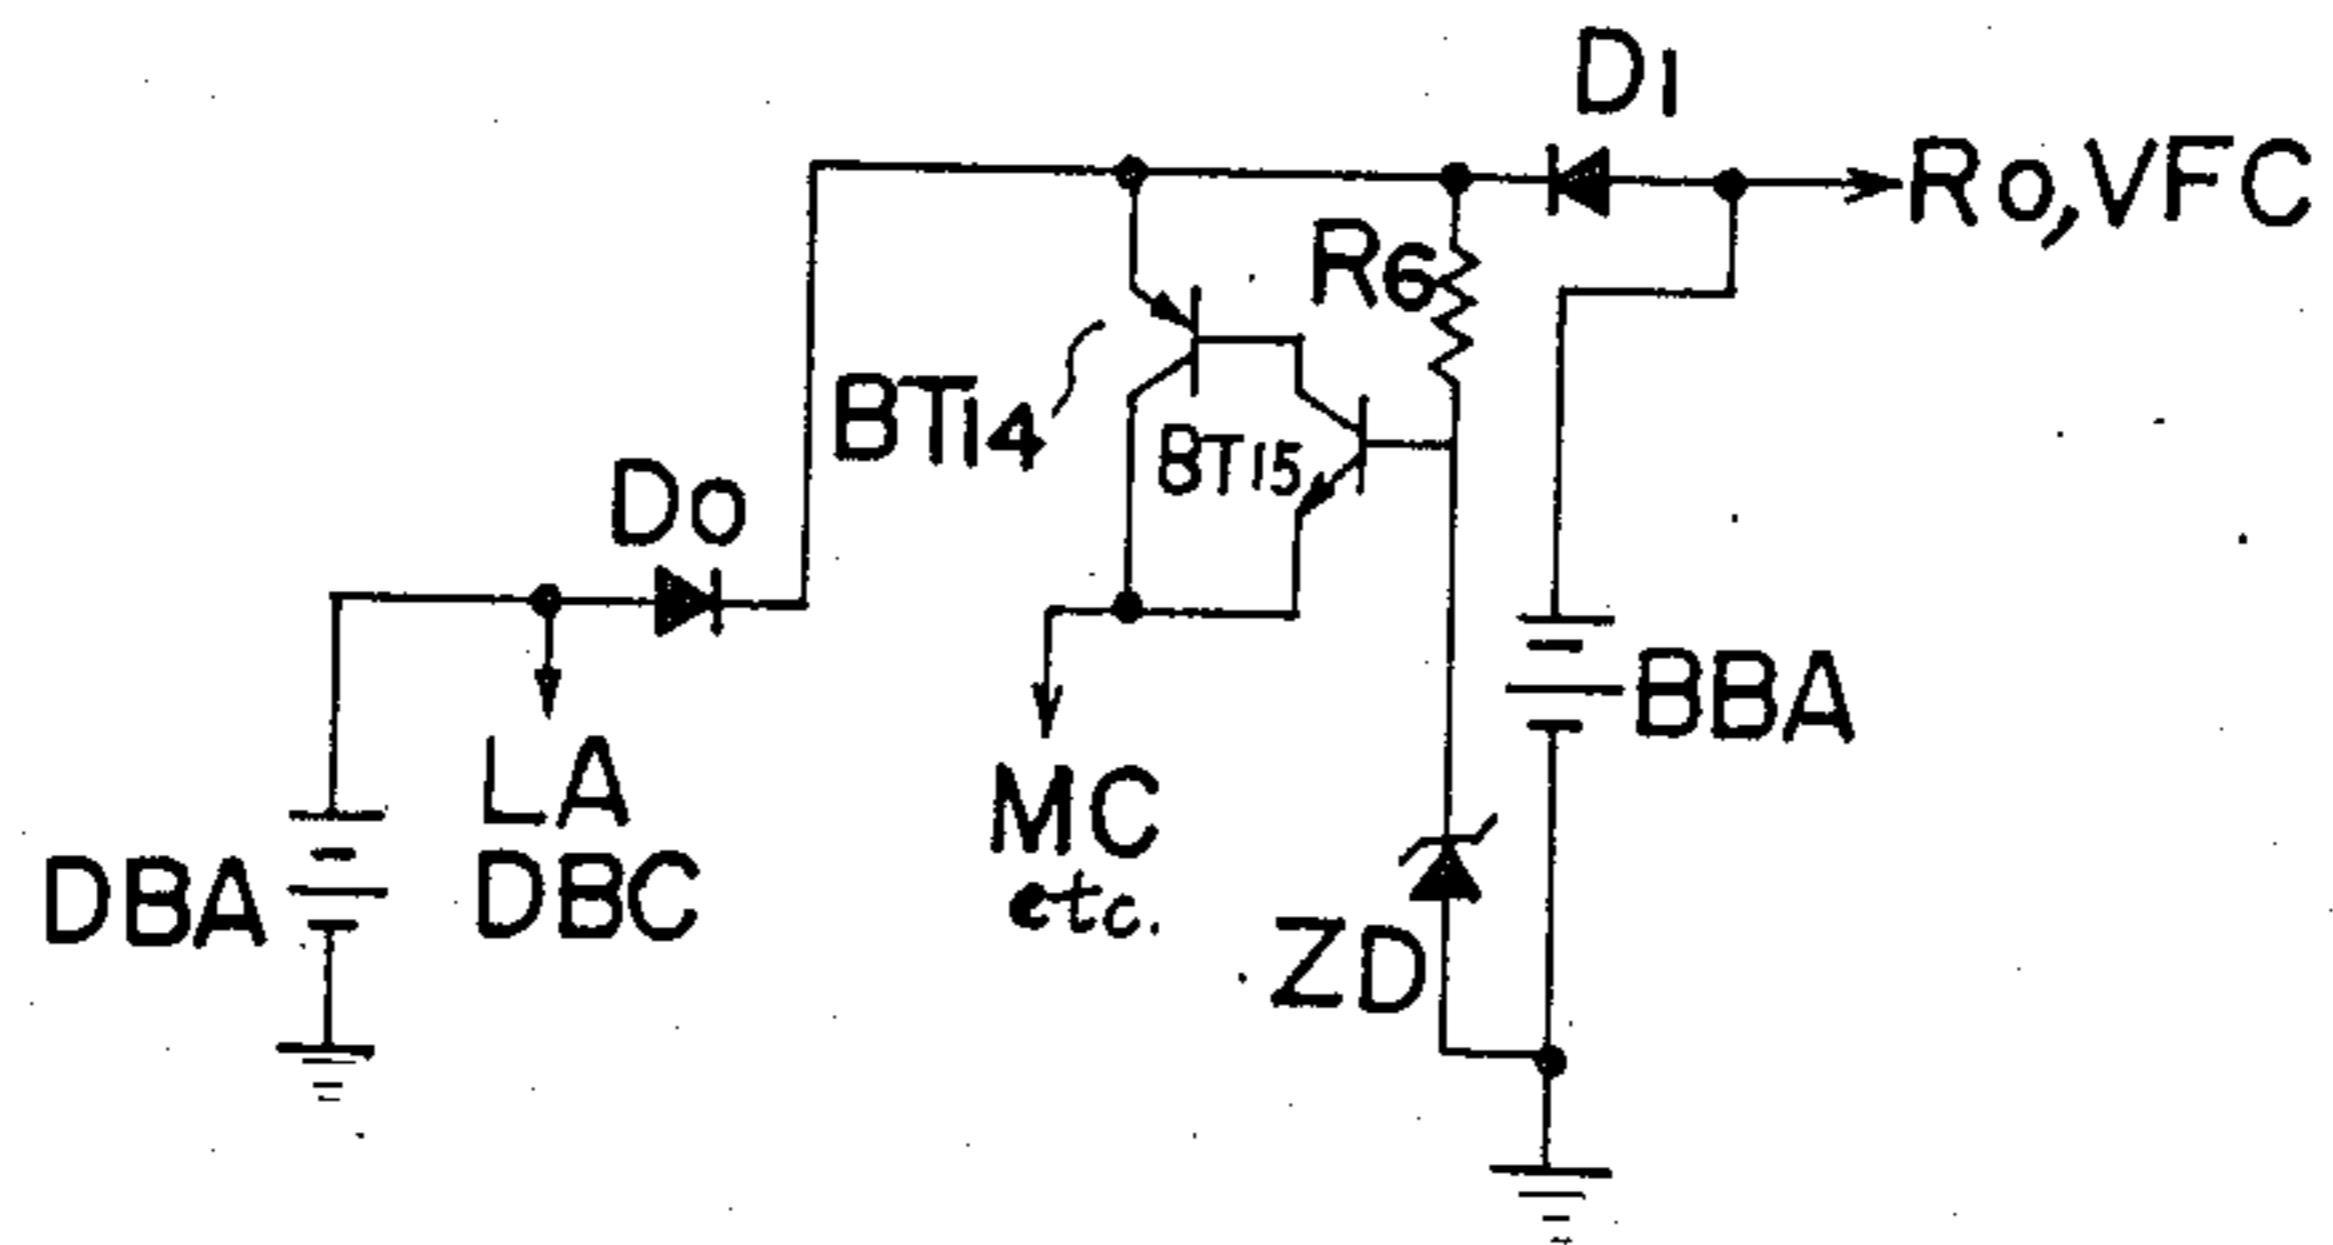 D1
Ro,VFC
R6
BT14
BT15
Do
LA
DBC
MC
etc.
BBA
DBA
ZD